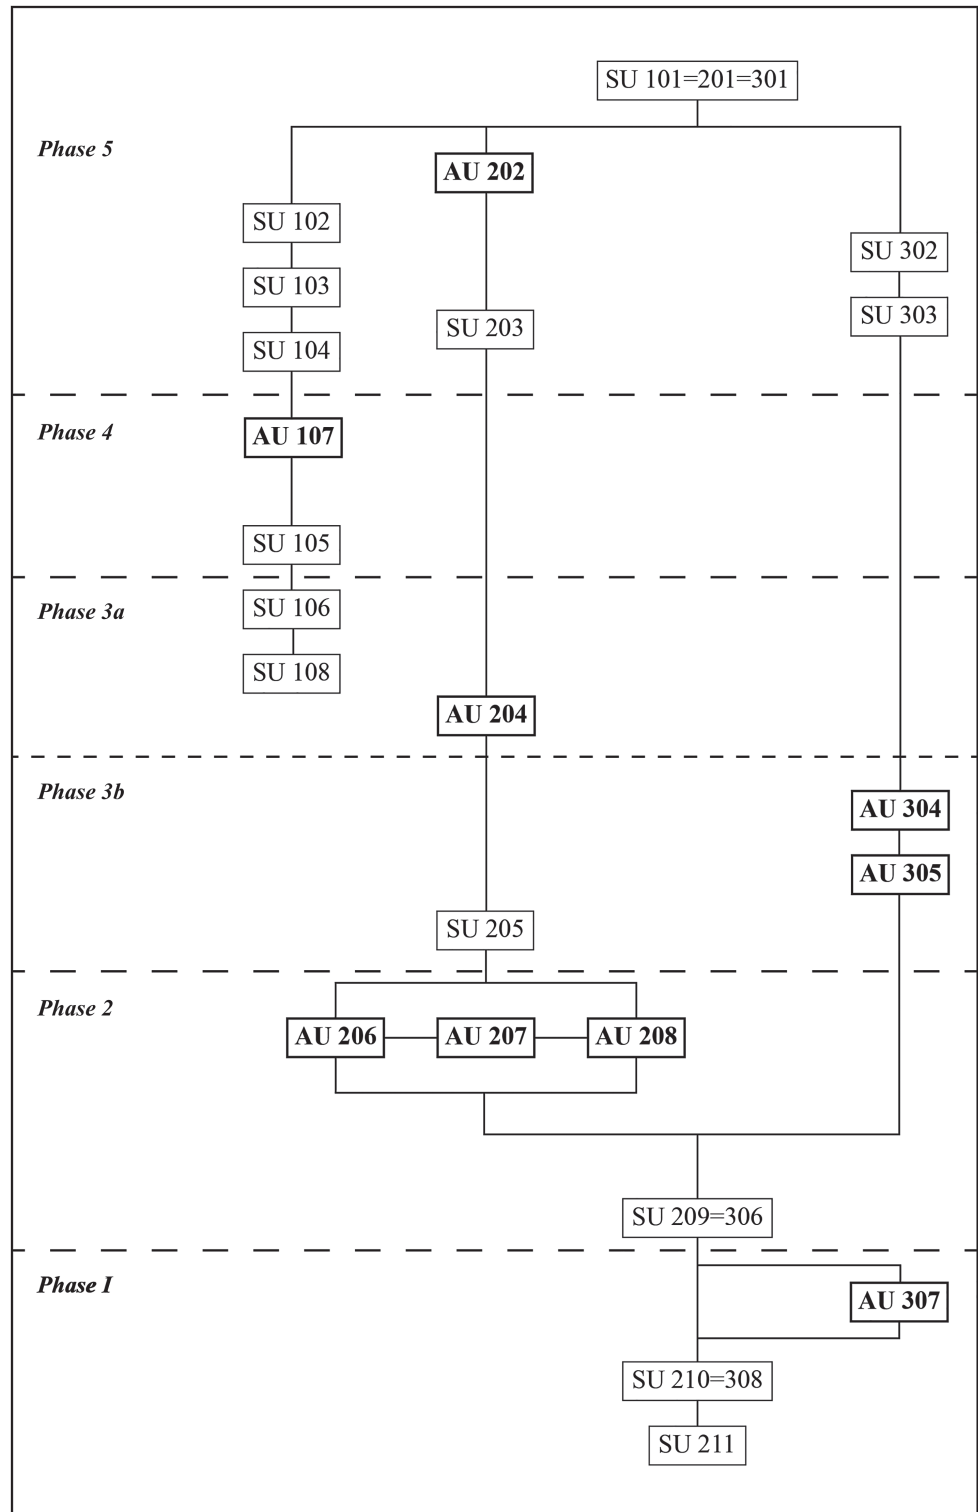 SU 101=201=301
Phase 5
AU 202
SU 102
SU 302
SU 103
SU 303
SU 203
SU 104
Phase 4
AU 107
SU 105
Phase 3a
SU 106
SU 108
AU 204
Phase 3b
AU 304
AU 305
SU 205
Phase 2
AU 206
AU 207
AU 208
SU 209=306
Phase I
AU 307
SU 210=308
SU 211